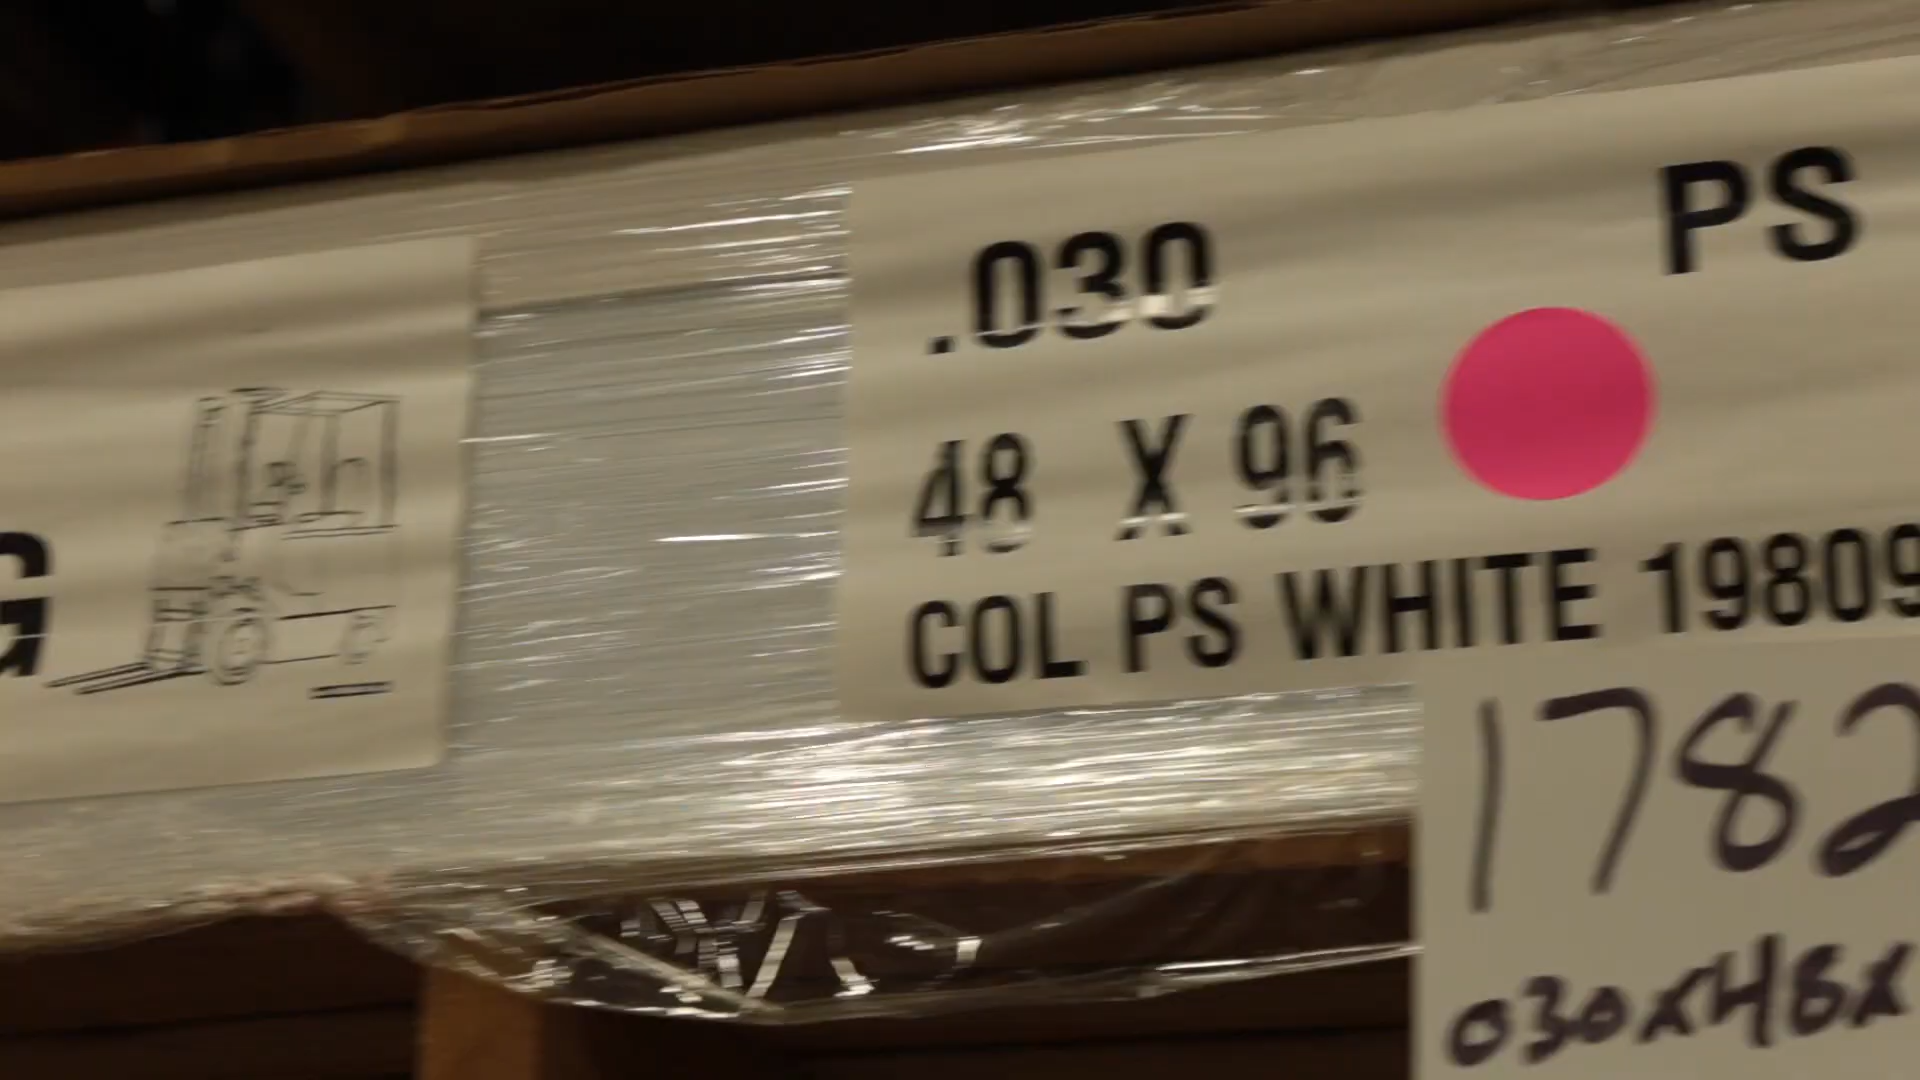 PS
.030
48 X 96
COL PS WHITE 19809
1782
030x48x
G